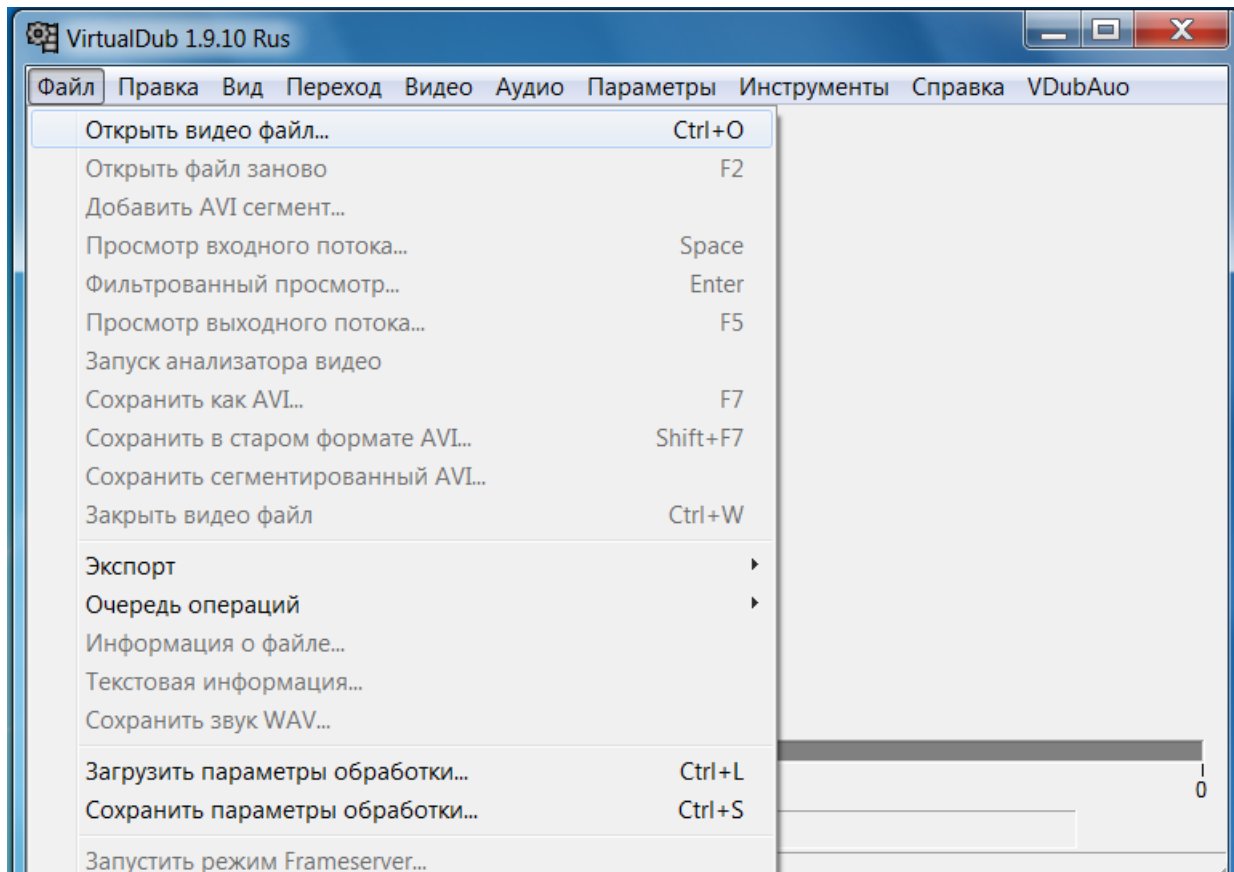 VirtualDub 1.9.10 Rus
Файл Правка Вид Переход Видео Аудио Параметры Инструменты Справка VDubAuo
Открыть видео файл... Ctrl+O
Открыть файл заново F2
Добавить AVI сегмент...
Просмотр входного потока... Space
Фильтрованный просмотр... Enter
Просмотр выходного потока... F5
Запуск анализатора видео
Сохранить как AVI... F7
Сохранить в старом формате AVI... Shift+F7
Сохранить сегментированный AVI...
Закрыть видео файл Ctrl+W
Экспорт
Очередь операций
Информация о файле...
Текстовая информация...
Сохранить звук WAV...
Загрузить параметры обработки... Ctrl+L
Сохранить параметры обработки... Ctrl+S
0
Запустить режим Frameserver...